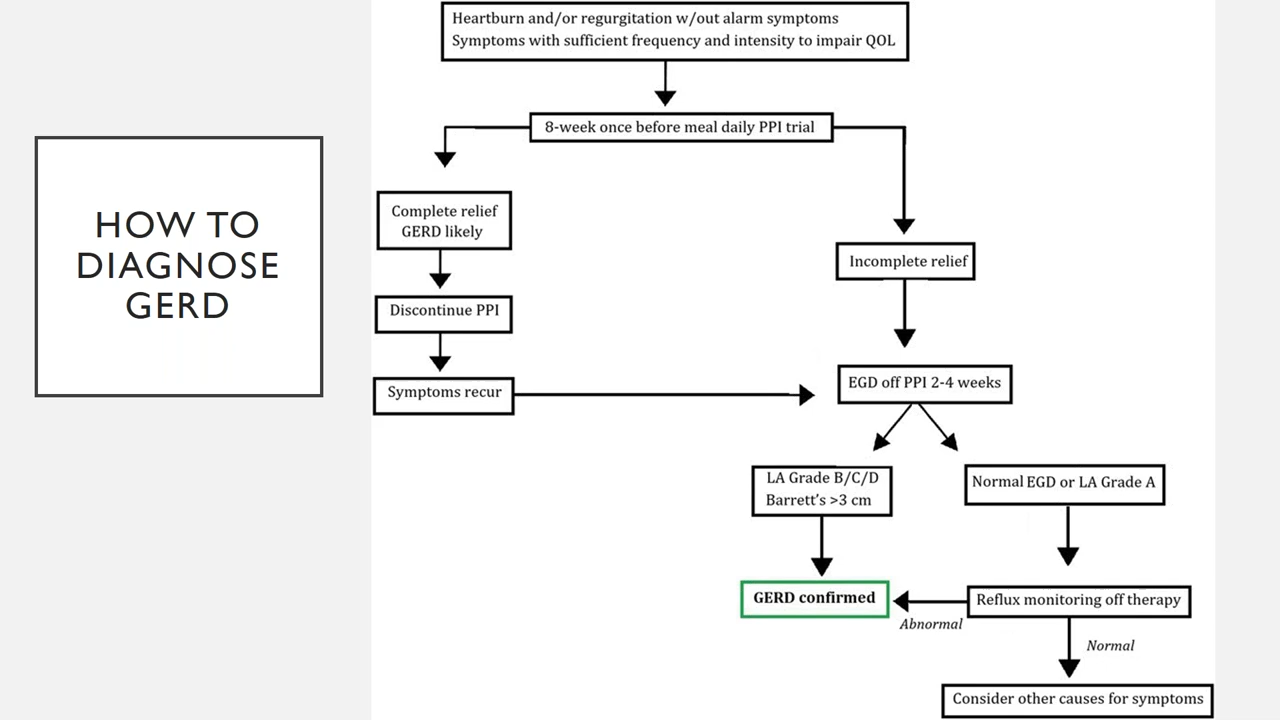 HOW TO
DIAGNOSE
GERD
Heartburn and/or regurgitation w/out alarm symptoms
Symptoms with sufficient frequency and intensity to impair QOL
8-week once before meal daily PPI trial
Complete relief
GERD likely
Discontinue PPI
Symptoms recur
Incomplete relief
EGD off PPI 2-4 weeks
LA Grade B/C/D
Barrett's >3 cm
Normal EGD or LA Grade A
GERD confirmed
Abnormal
Reflux monitoring off therapy
Normal
Consider other causes for symptoms